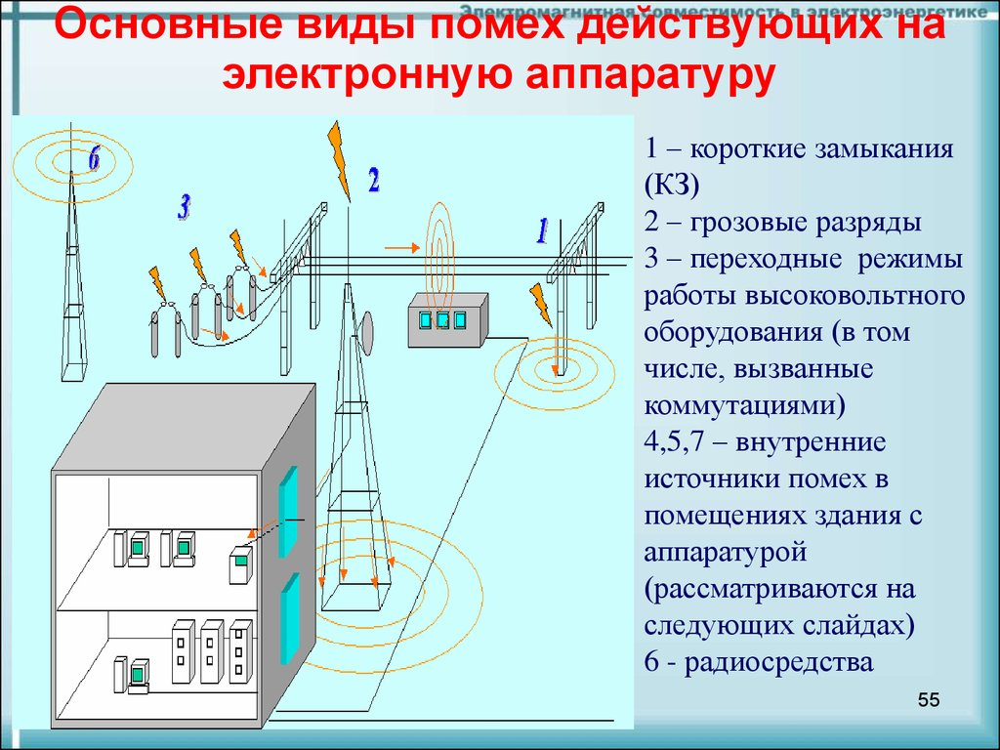 Электромагнитная совместимость в электроэнергетике
Основные виды помех действующих на
электронную аппаратуру
6
2
3
1
1 – короткие замыкания
(КЗ)
2 – грозовые разряды
3 – переходные режимы
работы высоковольтного
оборудования (в том
числе, вызванные
коммутациями)
4,5,7 – внутренние
источники помех в
помещениях здания с
аппаратурой
(рассматриваются на
следующих слайдах)
6 - радиосредства
55